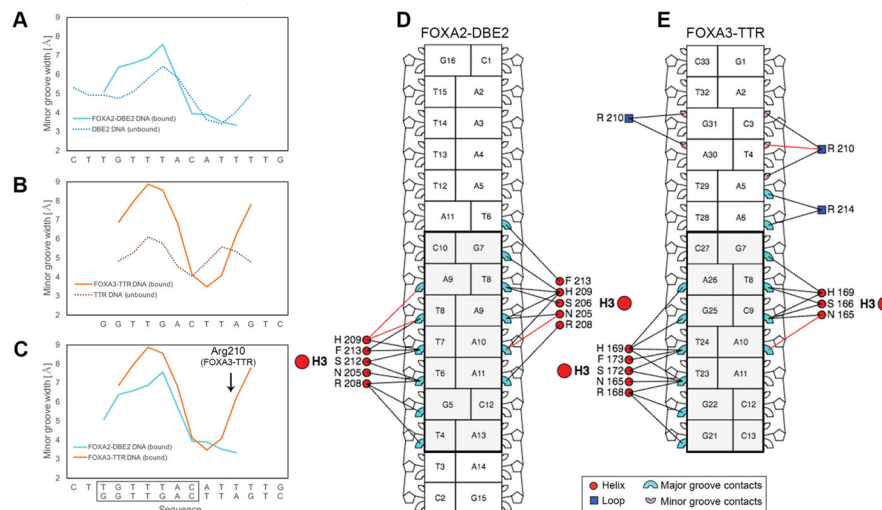 A
Minor groove width [Å]
9
8
7
6
5
4
3
2
FOXA2-DBE2 DNA (bound)
DBE2 DNA (unbound)
C T T G T T T A C A T T T T G
B
Minor groove width [Å]
9
8
7
6
5
4
3
2
FOXA3-TTR DNA (bound)
TTR DNA (unbound)
G G T T G A C T T A G T C
C
Minor groove width [Å]
9
8
7
6
5
4
3
2
Arg210
(FOXA3-TTR)
FOXA2-DBE2 DNA (bound)
FOXA3-TTR DNA (bound)
C T T G T T T A C A T T T T G
G G T T G A C T T A G T C
Sequence
D
FOXA2-DBE2
G16 C1
T15 A2
T14 A3
T13 A4
T12 A5
A11 T6
C10 G7
A9 T8
T8 A9
T7 A10
T6 A11
G5 C12
T4 A13
T3 A14
C2 G15
F 213
H 209
S 206
N 205
R 208
H3
H3
H 209
F 213
S 212
N 205
R 208
E
FOXA3-TTR
C33 G1
T32 A2
G31 C3
A30 T4
T29 A5
T28 A6
C27 G7
A26 T8
G25 C9
T24 A10
T23 A11
G22 C12
G21 C13
R 210
R 210
R 214
H 169
S 166
N 165
H3
H3
H 169
F 173
S 172
N 165
R 168
Helix
Loop
Major groove contacts
Minor groove contacts